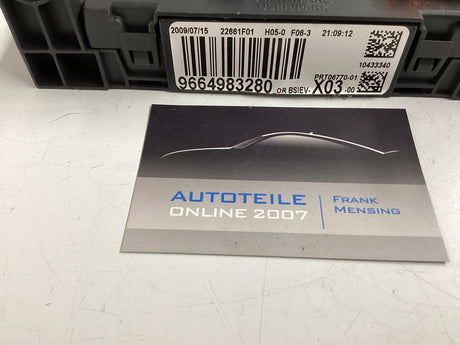 2009/07/15 22661F01 H05-0 F06-3 21:09:12
10433340
PRT06770-01
9664983280 OR BSIEV- X03 -00
AUTOTEILE
ONLINE 2007
FRANK
MENSING